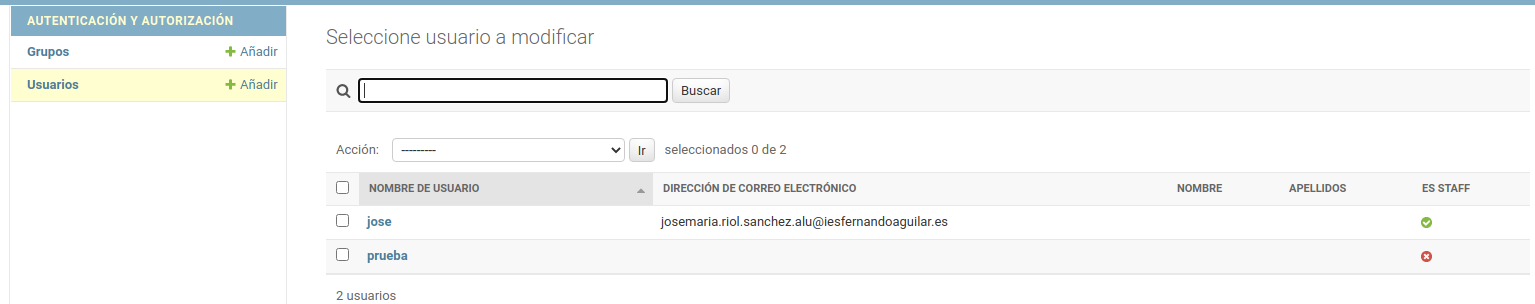 AUTENTICACIÓN Y AUTORIZACIÓN
Grupos + Añadir
Usuarios + Añadir
Seleccione usuario a modificar
Buscar
Acción: --------- Ir seleccionados 0 de 2
NOMBRE DE USUARIO DIRECCIÓN DE CORREO ELECTRÓNICO NOMBRE APELLIDOS ES STAFF
jose josemaria.riol.sanchez.alu@iesfernandoaguilar.es
prueba
2 usuarios